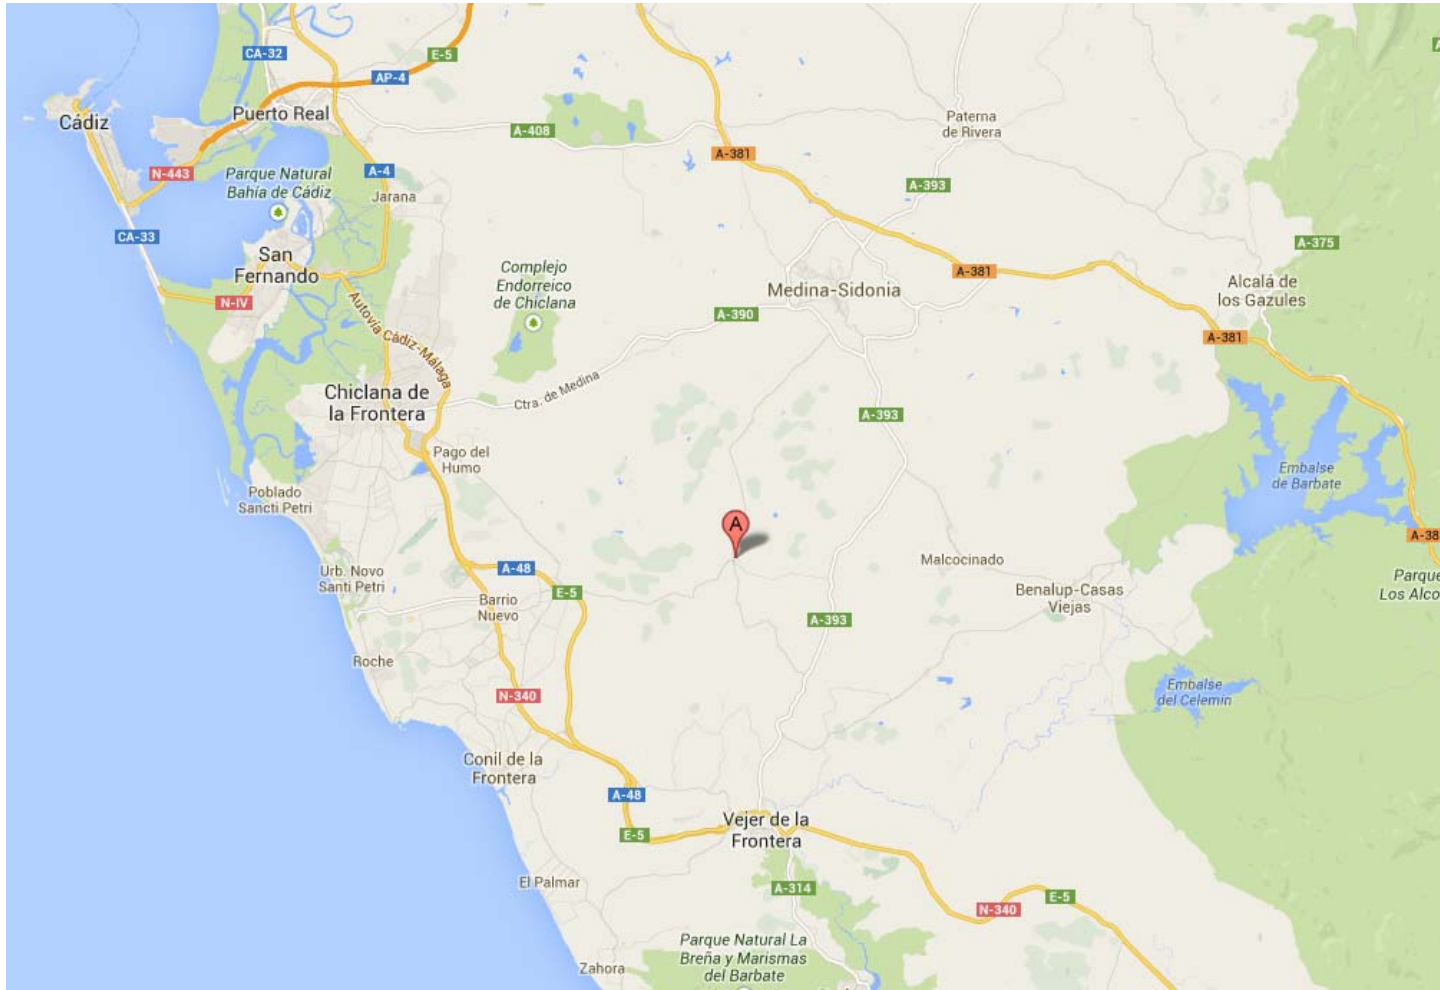 CA-32
E-5
AP-4
Cádiz
Puerto Real
A-408
Paterna
de Rivera
A-381
N-443
Parque Natural
Bahía de Cádiz
A-4
Jarana
A-393
CA-33
San
Fernando
A-375
Complejo
Endorreico
de Chiclana
A-381
Medina-Sidonia
Alcalá de
los Gazules
N-IV
Autovía Cádiz-Málaga
A-390
A-381
Chiclana de
la Frontera
Ctra. de Medina
A-393
Pago del
Humo
Embalse
de Barbate
Poblado
Sancti Petri
A
A-38
Urb. Novo
Santi Petri
A-48
Malcocinado
Parque
Los Alco
E-5
Barrio
Nuevo
Benalup-Casas
Viejas
A-393
Roche
N-340
Embalse
del Celemin
Conil de la
Frontera
A-48
Vejer de la
Frontera
E-5
El Palmar
A-314
E-5
N-340
Parque Natural La
Breña y Marismas
del Barbate
Zahora